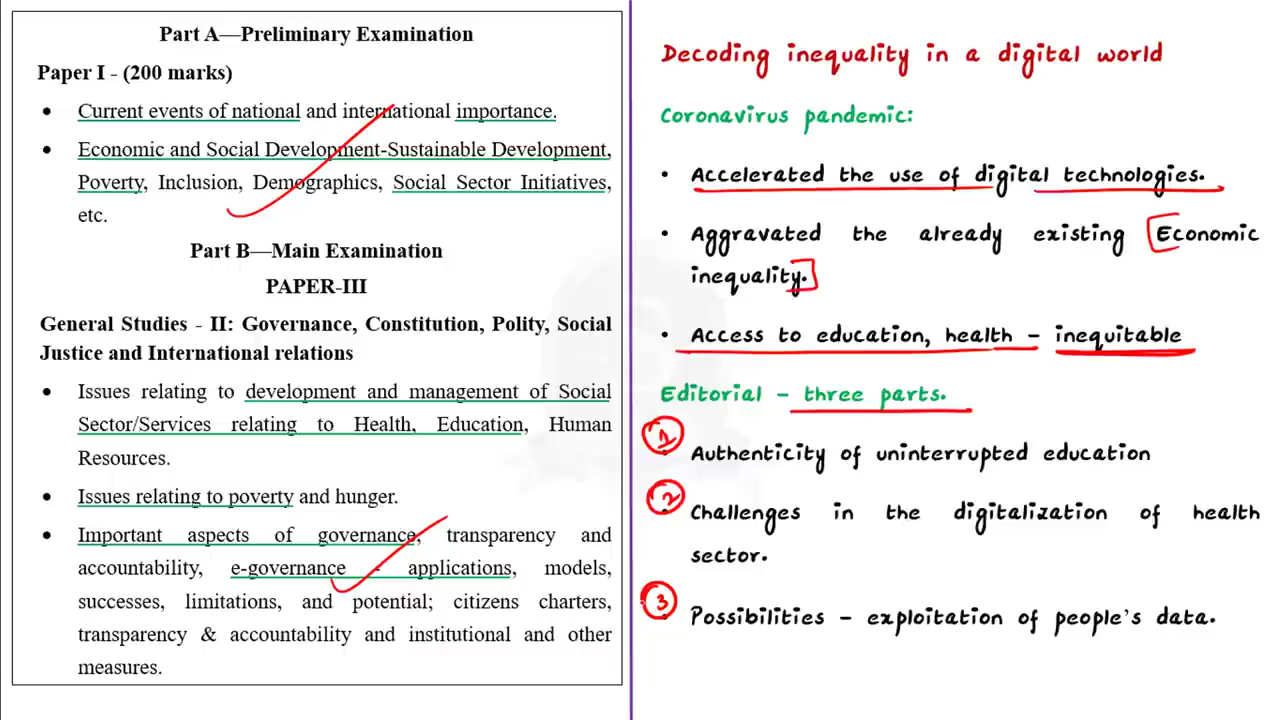 Part A—Preliminary Examination
Paper I - (200 marks)
• Current events of national and international importance.
• Economic and Social Development-Sustainable Development,
Poverty, Inclusion, Demographics, Social Sector Initiatives,
etc.
Part B—Main Examination
PAPER-III
General Studies - II: Governance, Constitution, Polity, Social
Justice and International relations
• Issues relating to development and management of Social
Sector/Services relating to Health, Education, Human
Resources.
• Issues relating to poverty and hunger.
• Important aspects of governance, transparency and
accountability, e-governance - applications, models,
successes, limitations, and potential; citizens charters,
transparency & accountability and institutional and other
measures.
Decoding inequality in a digital world
Coronavirus pandemic:
• Accelerated the use of digital technologies.
• Aggravated the already existing Economic
inequality.
• Access to education, health - inequitable
Editorial - three parts.
1 Authenticity of uninterrupted education
2 Challenges in the digitalization of health
sector.
3 Possibilities - exploitation of people's data.